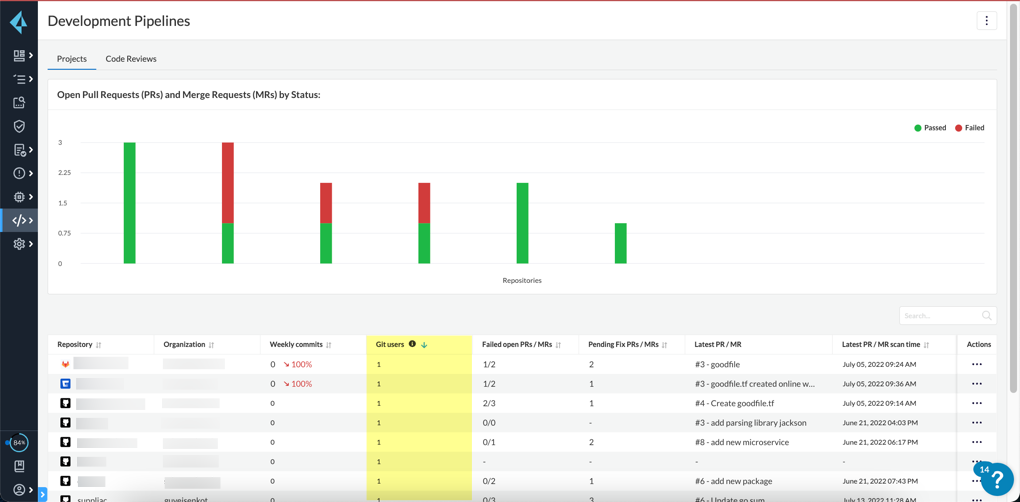 Development Pipelines
Projects Code Reviews
Open Pull Requests (PRs) and Merge Requests (MRs) by Status:
Passed Failed
3
2.25
1.5
0.75
0
Repositories
Search...
Repository Organization Weekly commits Git users Failed open PRs / MRs Pending Fix PRs / MRs Latest PR / MR Latest PR / MR scan time Actions
0 100% 1 1/2 2 #3 - goodfile July 05, 2022 09:24 AM
0 100% 1 1/2 1 #3 - goodfile.tf created online w... July 05, 2022 09:36 AM
0 1 2/3 1 #4 - Create goodfile.tf July 05, 2022 09:14 AM
0 1 0/0 - #3 - add parsing library jackson June 21, 2022 04:03 PM
0 1 0/1 2 #8 - add new microservice June 21, 2022 06:17 PM
0 1 - - - -
0 1 0/2 1 #6 - add new package June 21, 2022 07:43 PM
suppliac guyeisenkot 0 1 0/3 3 #6 - Update go.sum July 13, 2022 11:28 AM
84%
14
?